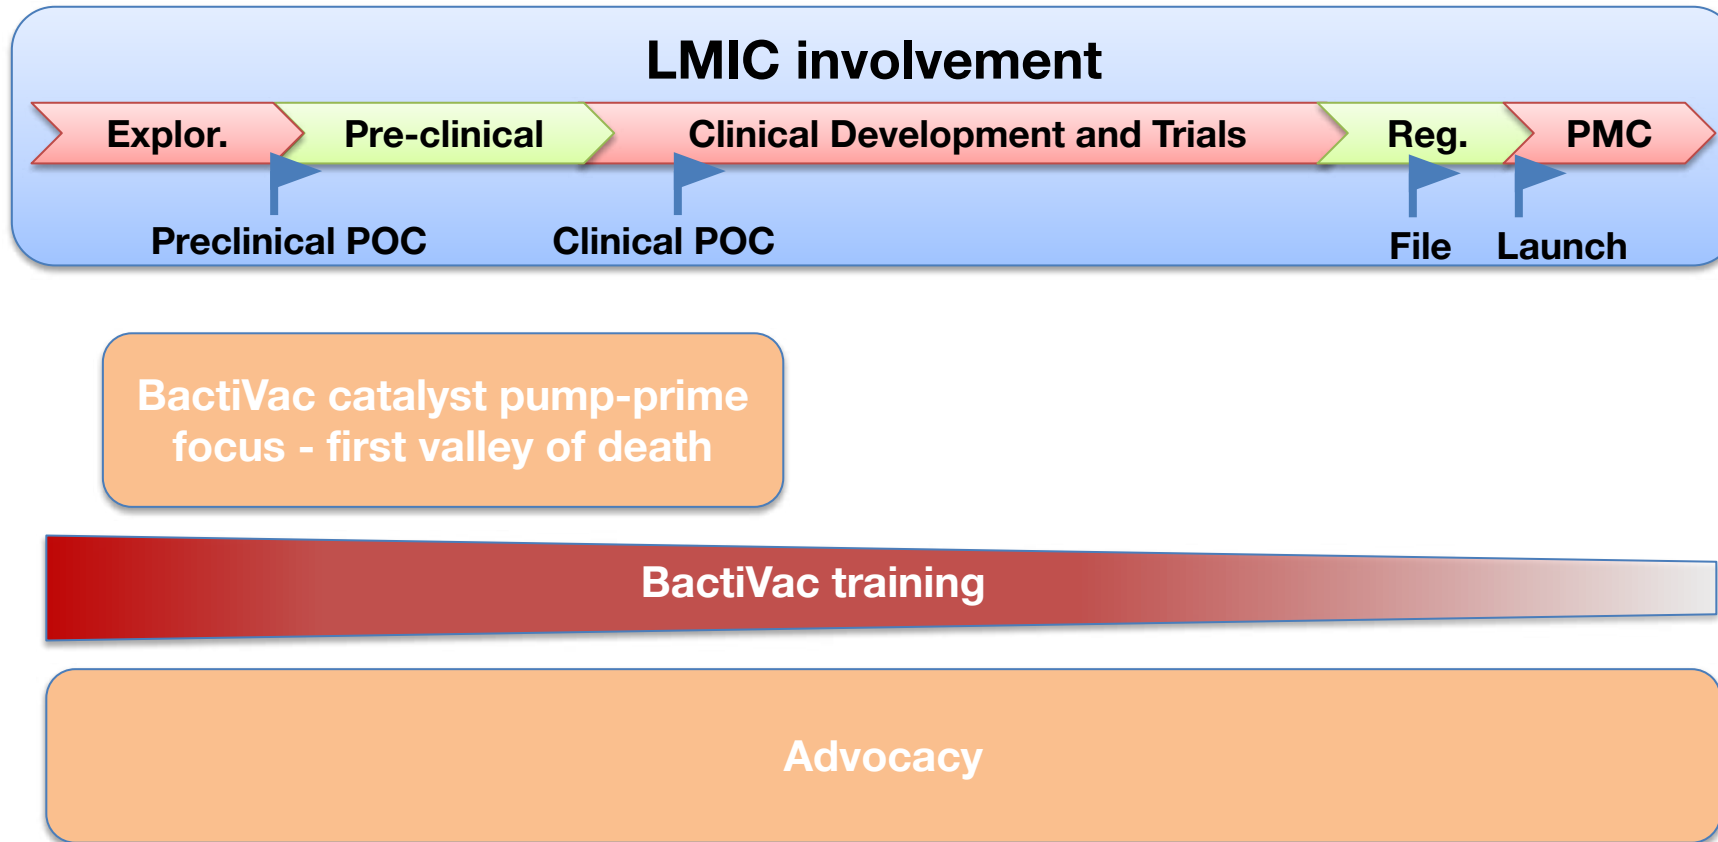 LMIC involvement
Explor. Pre-clinical Clinical Development and Trials Reg. PMC
Preclinical POC Clinical POC File Launch
BactiVac catalyst pump-prime
focus - first valley of death
BactiVac training
Advocacy